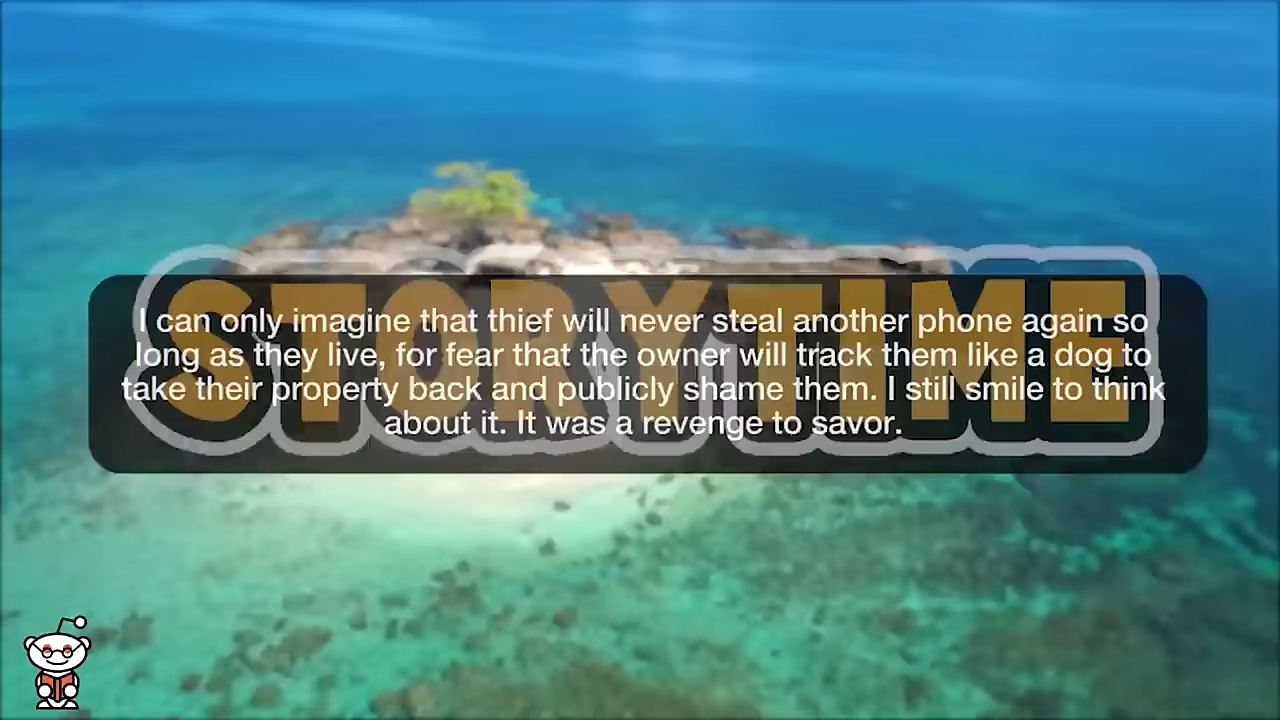 STORYTIME
I can only imagine that thief will never steal another phone again so
long as they live, for fear that the owner will track them like a dog to
take their property back and publicly shame them. I still smile to think
about it. It was a revenge to savor.